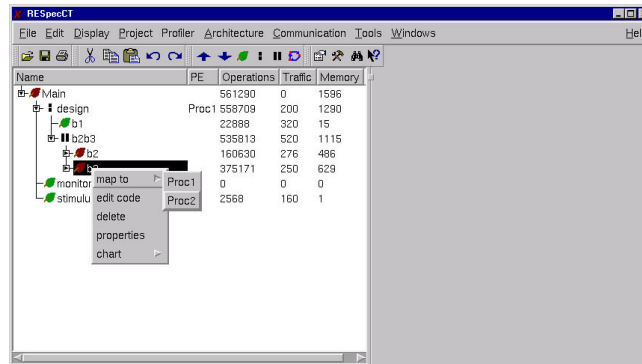 RESpecCT
File Edit Display Project Profiler Architecture Communication Tools Windows Hel
Name PE Operations Traffic Memory
Main 561290 0 1596
design Proc1 558709 200 1290
b1 22888 320 15
b2b3 535813 520 1115
b2 160630 276 486
375171 250 629
monitor 0 0 0
stimulu 2568 160 1
map to
edit code
delete
properties
chart
Proc1
Proc2